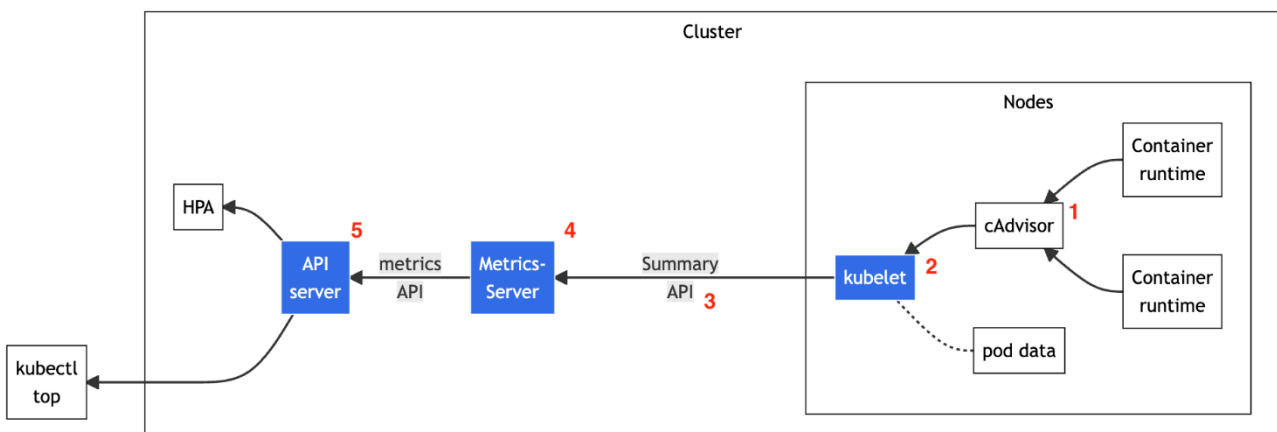 Cluster
Nodes
Container
runtime
HPA
1
cAdvisor
5
4
API
server
metrics
API
Metrics-
Server
Summary
API
3
kubelet
2
Container
runtime
pod data
kubectl
top